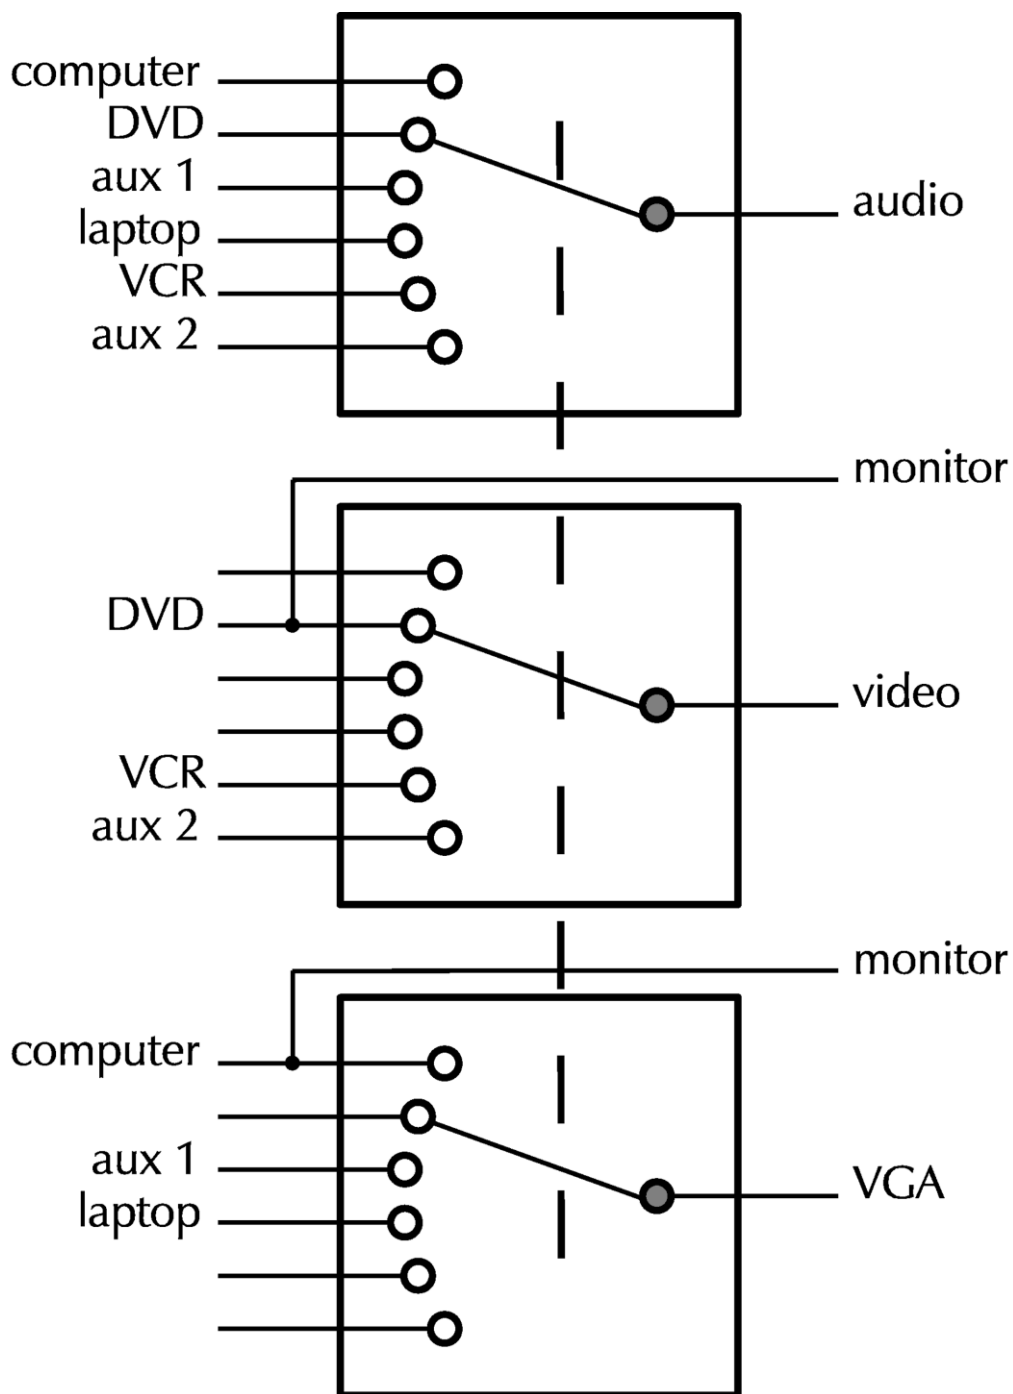 computer
DVD
aux 1
laptop
VCR
aux 2
audio
monitor
DVD
VCR
aux 2
video
monitor
computer
aux 1
laptop
VGA